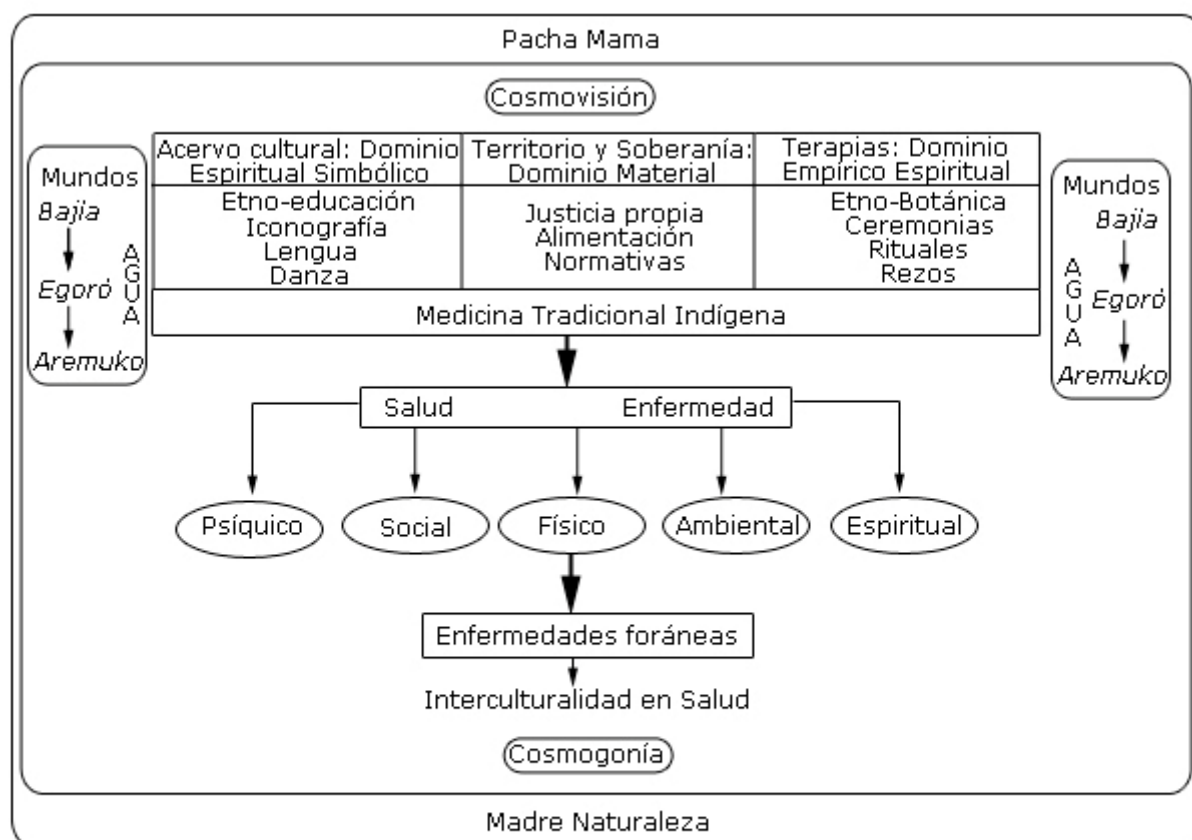 Pacha Mama
Cosmovisión
Mundos
Bajia
Egoró
Aremuko
AGUA
Acervo cultural: Dominio
Espiritual Simbólico
Etno-educación
Iconografía
Lengua
Danza
Territorio y Soberanía:
Dominio Material
Justicia propia
Alimentación
Normativas
Terapias: Dominio
Empírico Espiritual
Etno-Botánica
Ceremonias
Rituales
Rezos
Medicina Tradicional Indígena
Mundos
Bajia
Egoró
Aremuko
AGUA
Salud Enfermedad
Psíquico
Social
Físico
Ambiental
Espiritual
Enfermedades foráneas
Interculturalidad en Salud
Cosmogonía
Madre Naturaleza